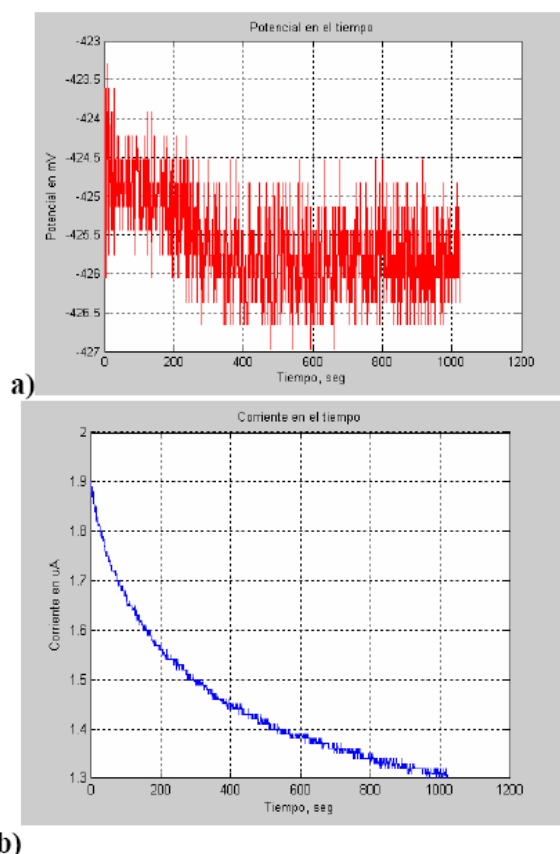 Potencial en el tiempo
-423
-423.5
-424
-424.5
-425
-425.5
-426
-426.5
-427
Potencial en mV
0 200 400 600 800 1000 1200
Tiempo, seg
a)
Corriente en el tiempo
2
1.9
1.8
1.7
1.6
1.5
1.4
1.3
Corriente en uA
0 200 400 600 800 1000 1200
Tiempo, seg
b)